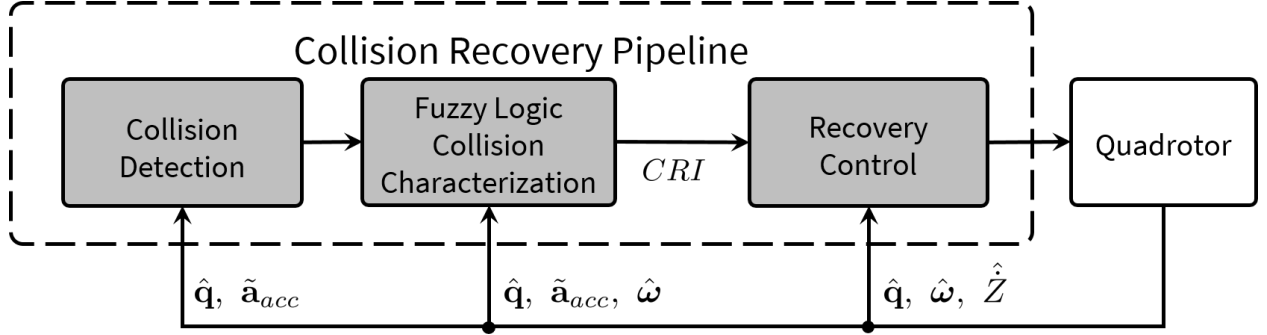 Collision Recovery Pipeline
Collision
Detection
Fuzzy Logic
Collision
Characterization
CRI
Recovery
Control
Quadrotor
q̂, ã_acc
q̂, ã_acc, ω̂
q̂, ω̂, Ż̂